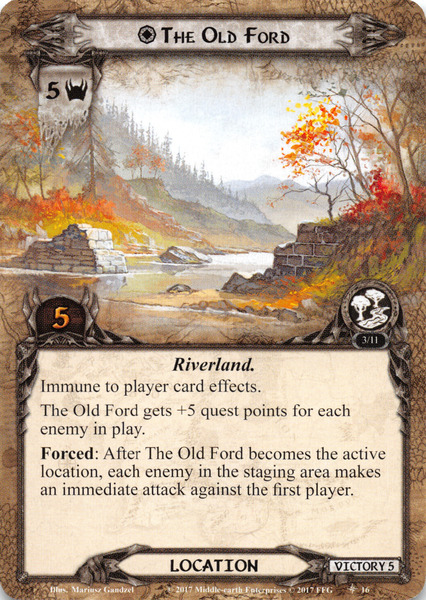 The Old Ford
5
5
3/11
Riverland.
Immune to player card effects.
The Old Ford gets +5 quest points for each
enemy in play.
Forced: After The Old Ford becomes the active
location, each enemy in the staging area makes
an immediate attack against the first player.
LOCATION
VICTORY 5
Illus. Mariusz Gandzel
© 2017 Middle-earth Enterprises © 2017 FFG
16